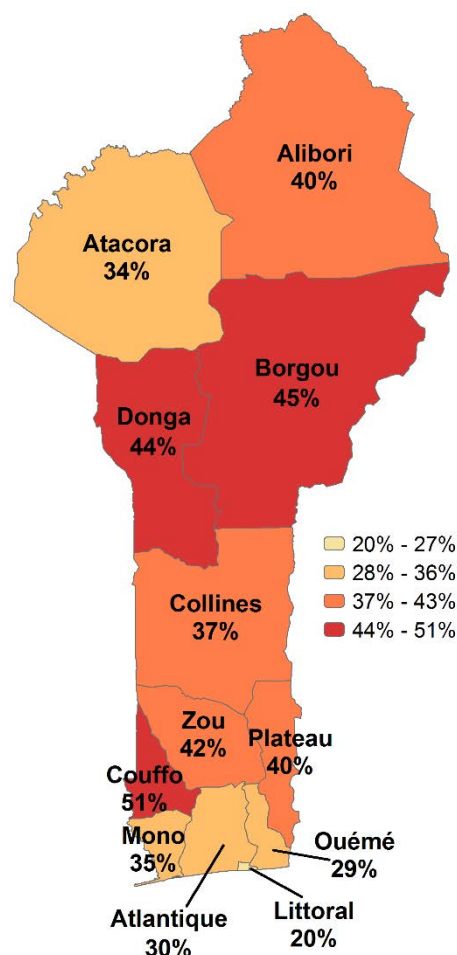 Alibori
40%
Atacora
34%
Borgou
45%
Donga
44%
20% - 27%
28% - 36%
37% - 43%
44% - 51%
Collines
37%
Zou
42%
Plateau
40%
Couffo
51%
Mono
35%
Ouémé
29%
Atlantique
30%
Littoral
20%